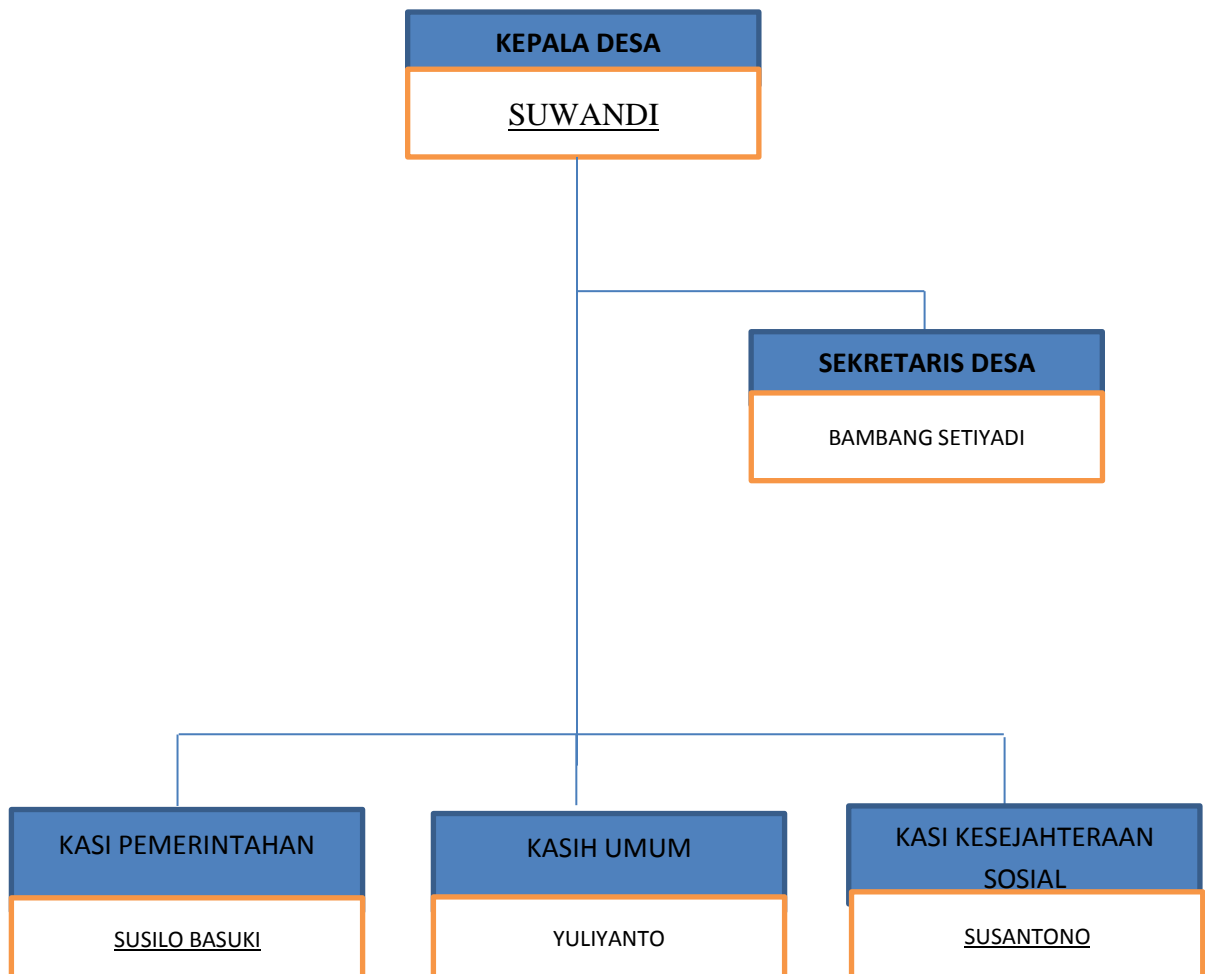 KEPALA DESA
SUWANDI
SEKRETARIS DESA
BAMBANG SETIYADI
KASI PEMERINTAHAN
SUSILO BASUKI
KASIH UMUM
YULIYANTO
KASI KESEJAHTERAAN
SOSIAL
SUSANTONO